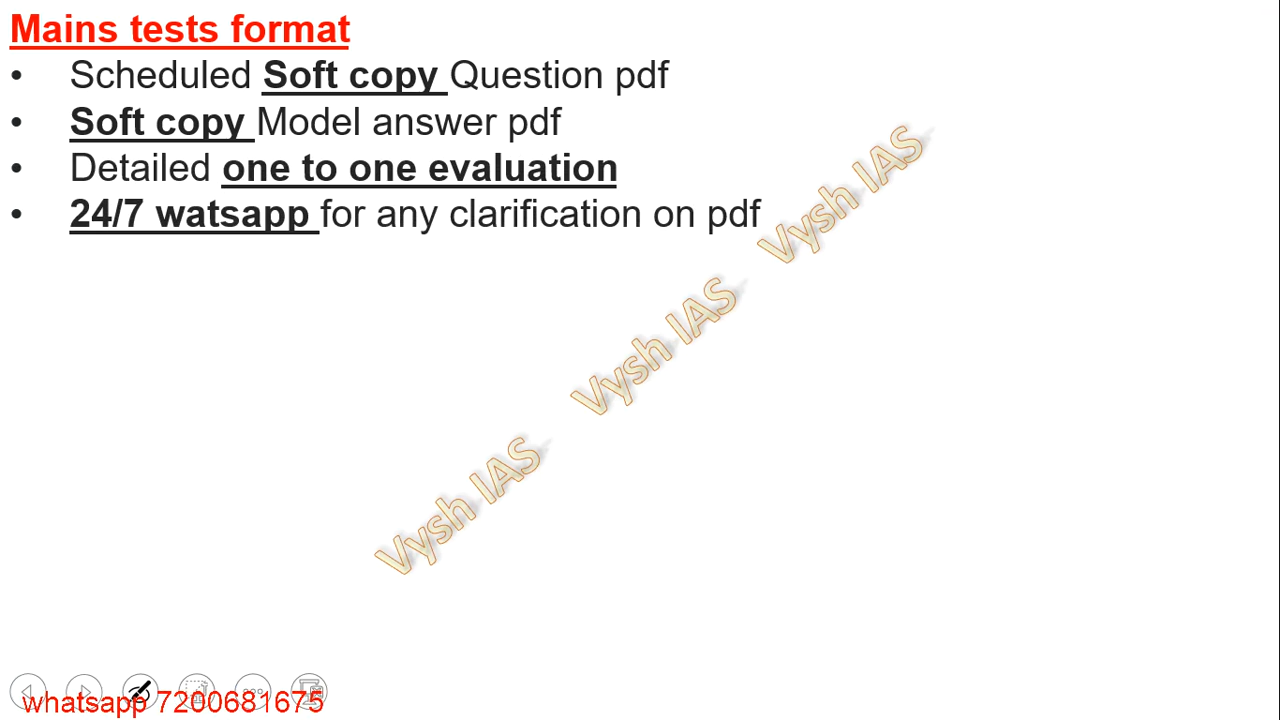 Mains tests format
• Scheduled Soft copy Question pdf
• Soft copy Model answer pdf
• Detailed one to one evaluation
• 24/7 watsapp for any clarification on pdf
Vysh IAS
Vysh IAS
Vysh IAS
whatsapp 7200681675